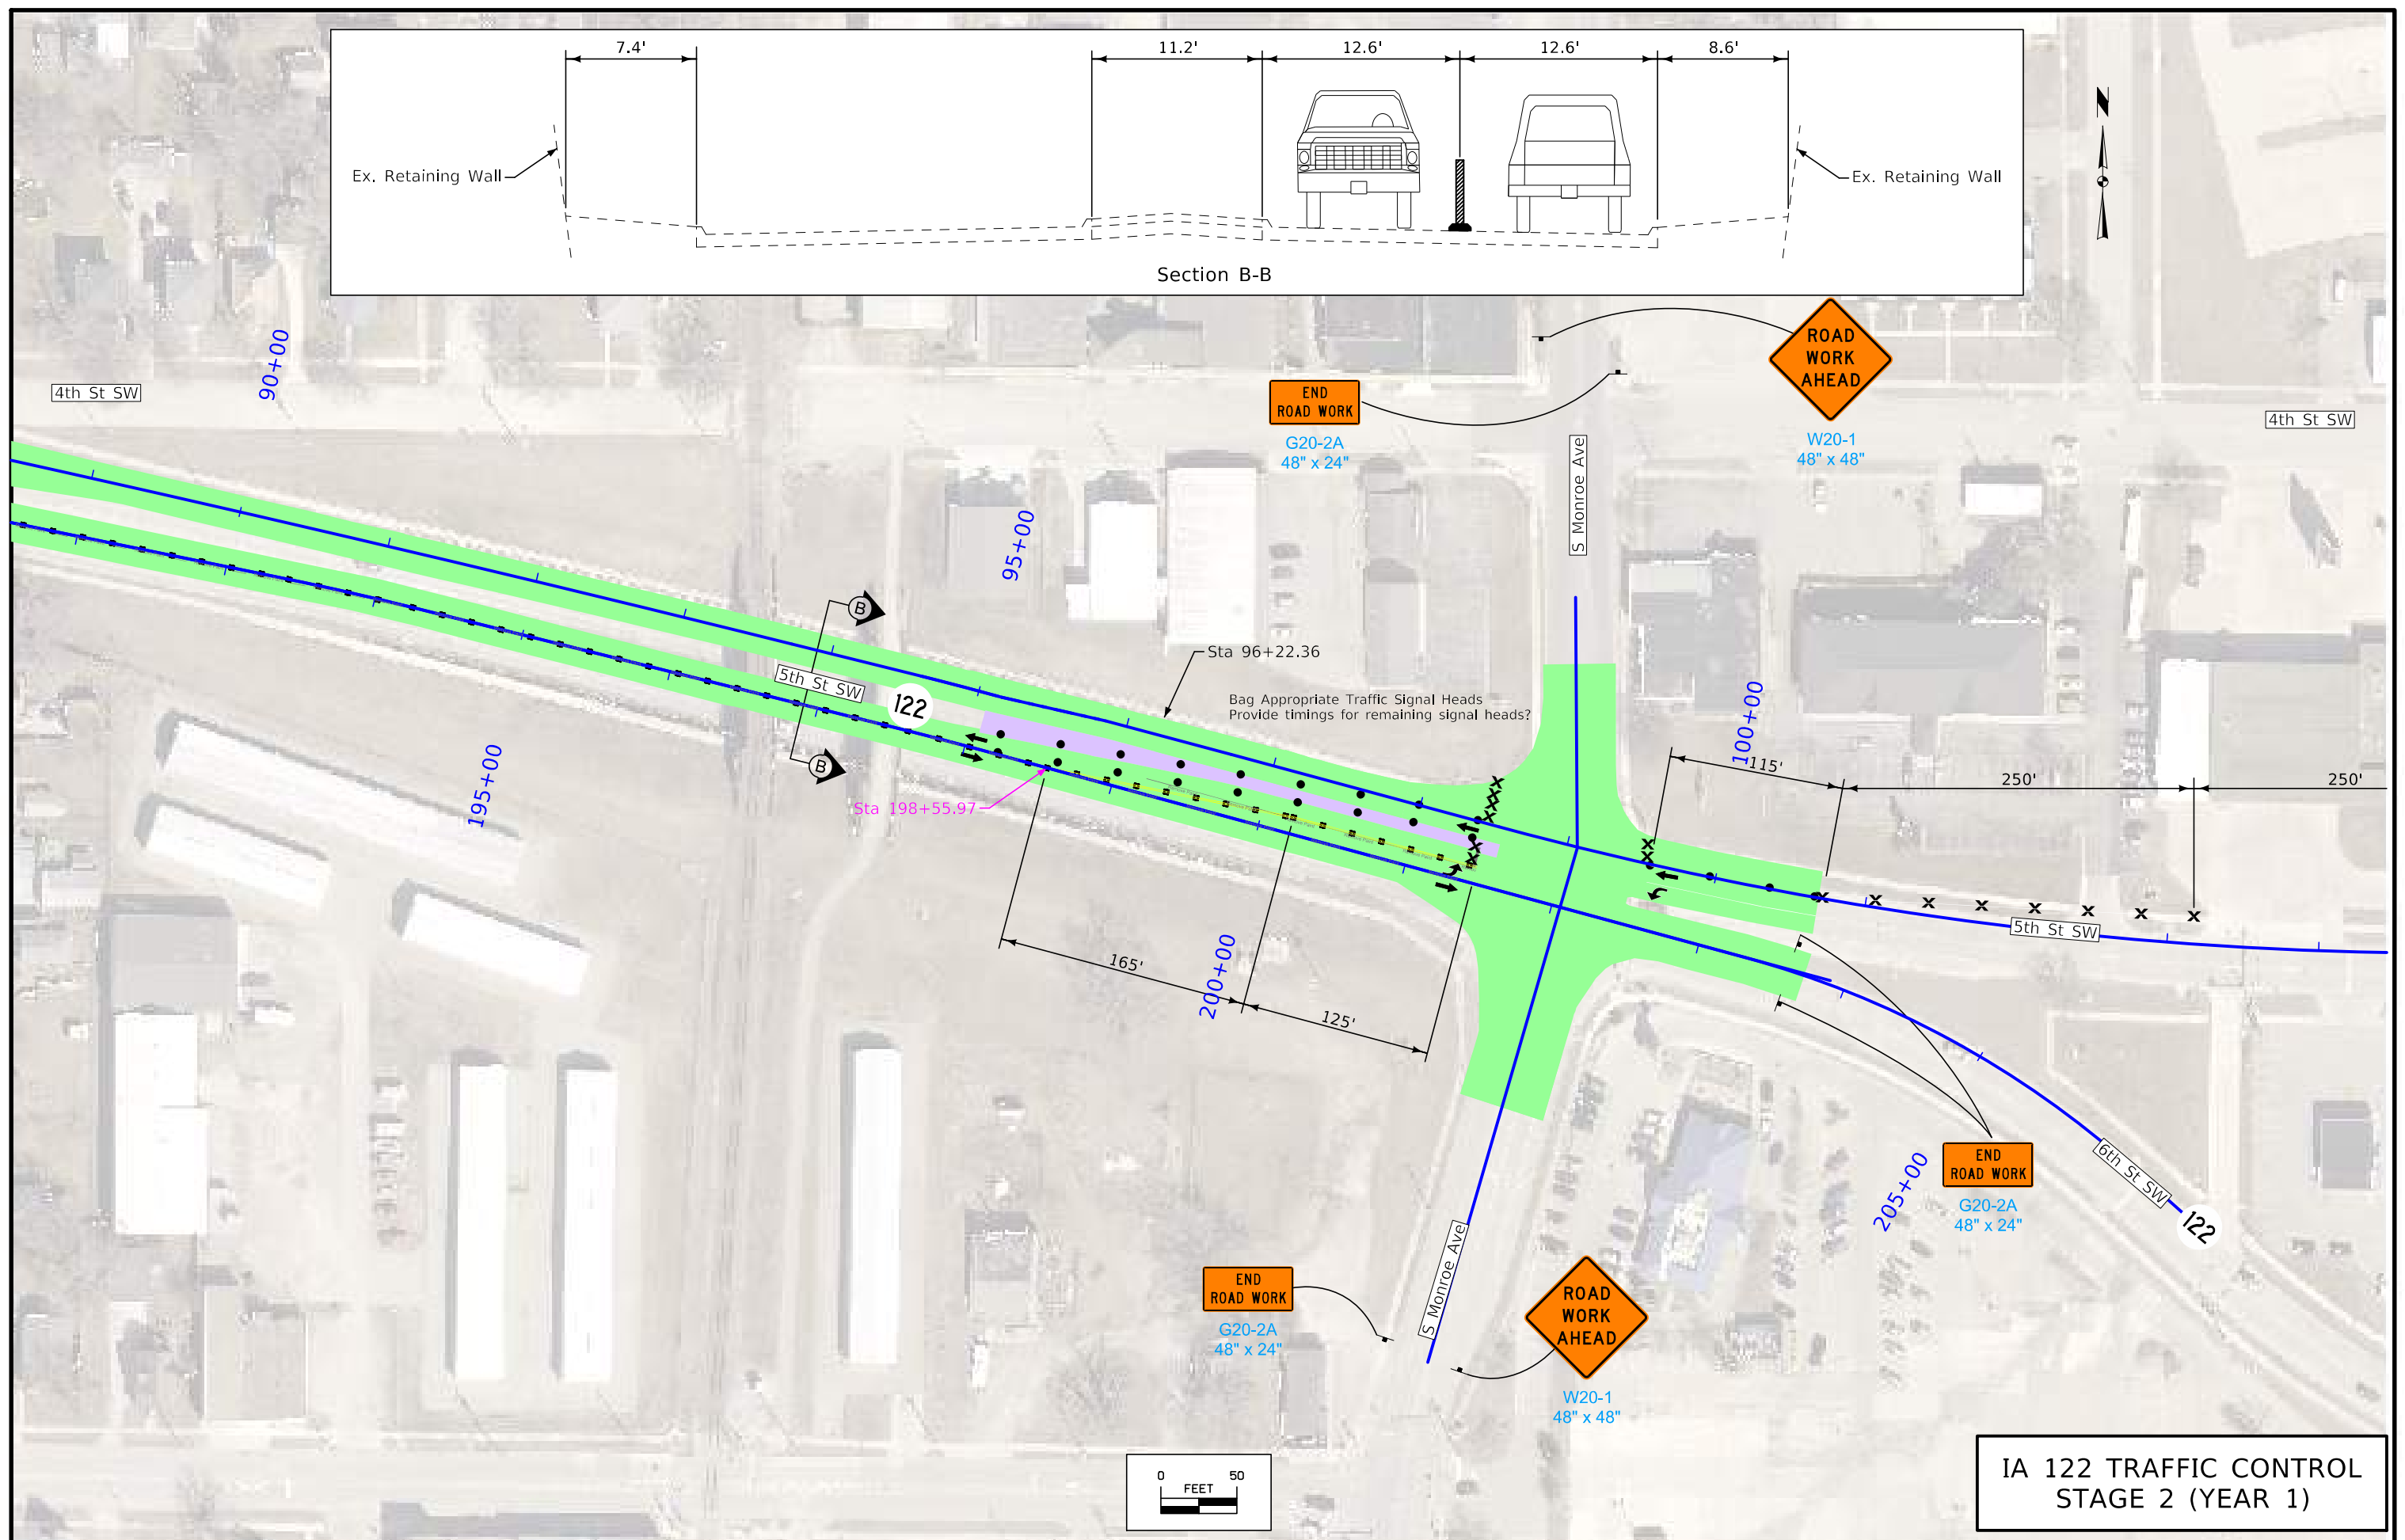 7.4'
11.2'
12.6'
12.6'
8.6'
Ex. Retaining Wall
Ex. Retaining Wall
Section B-B
N
ROAD
WORK
AHEAD
W20-1
48" x 48"
END
ROAD WORK
G20-2A
48" x 24"
4th St SW
4th St SW
90+00
S Monroe Ave
95+00
B
5th St SW
122
B
Sta 96+22.36
Bag Appropriate Traffic Signal Heads
Provide timings for remaining signal heads?
100+00
115'
250'
250'
195+00
Sta 198+55.97
5th St SW
165'
200+00
125'
END
ROAD WORK
G20-2A
48" x 24"
205+00
6th St SW
122
S Monroe Ave
END
ROAD WORK
G20-2A
48" x 24"
ROAD
WORK
AHEAD
W20-1
48" x 48"
0 50
FEET
IA 122 TRAFFIC CONTROL
STAGE 2 (YEAR 1)